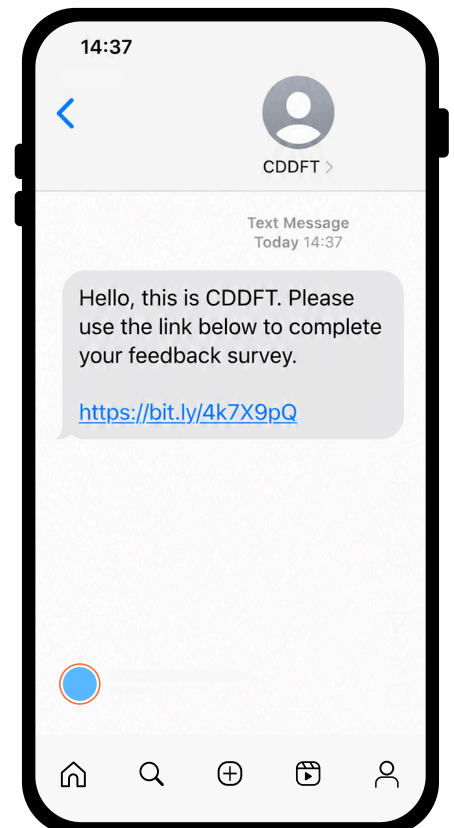 14:37
CDDFT
Text Message
Today 14:37
Hello, this is CDDFT. Please
use the link below to complete
your feedback survey.
https://bit.ly/4k7X9pQ